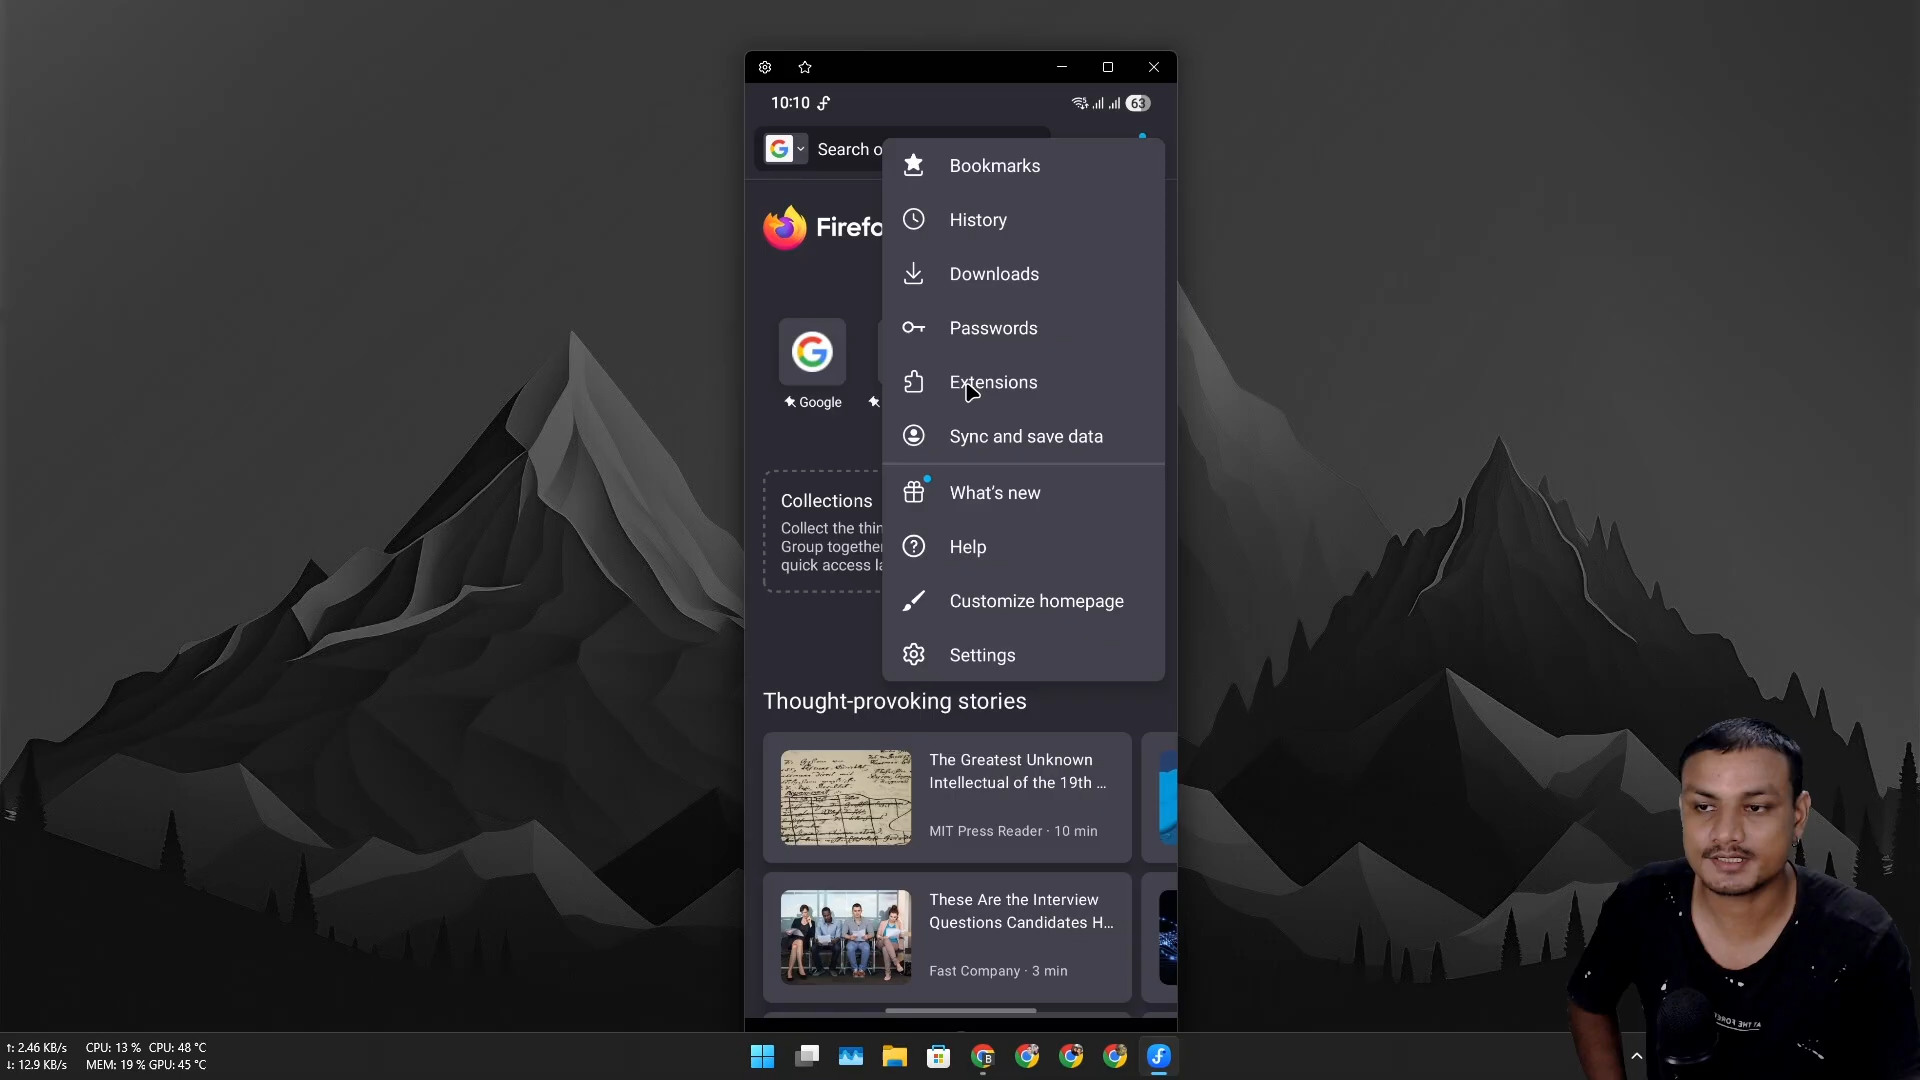 10:10
63
Search o
Firefo
Google
Bookmarks
History
Downloads
Passwords
Extensions
Sync and save data
What's new
Help
Customize homepage
Settings
Collections
Collect the thin
Group together
quick access la
Thought-provoking stories
The Greatest Unknown
Intellectual of the 19th ...
MIT Press Reader · 10 min
These Are the Interview
Questions Candidates H...
Fast Company · 3 min
↑: 2.46 KB/s CPU: 13 % CPU: 48 °C
↓: 12.9 KB/s MEM: 19 % GPU: 45 °C